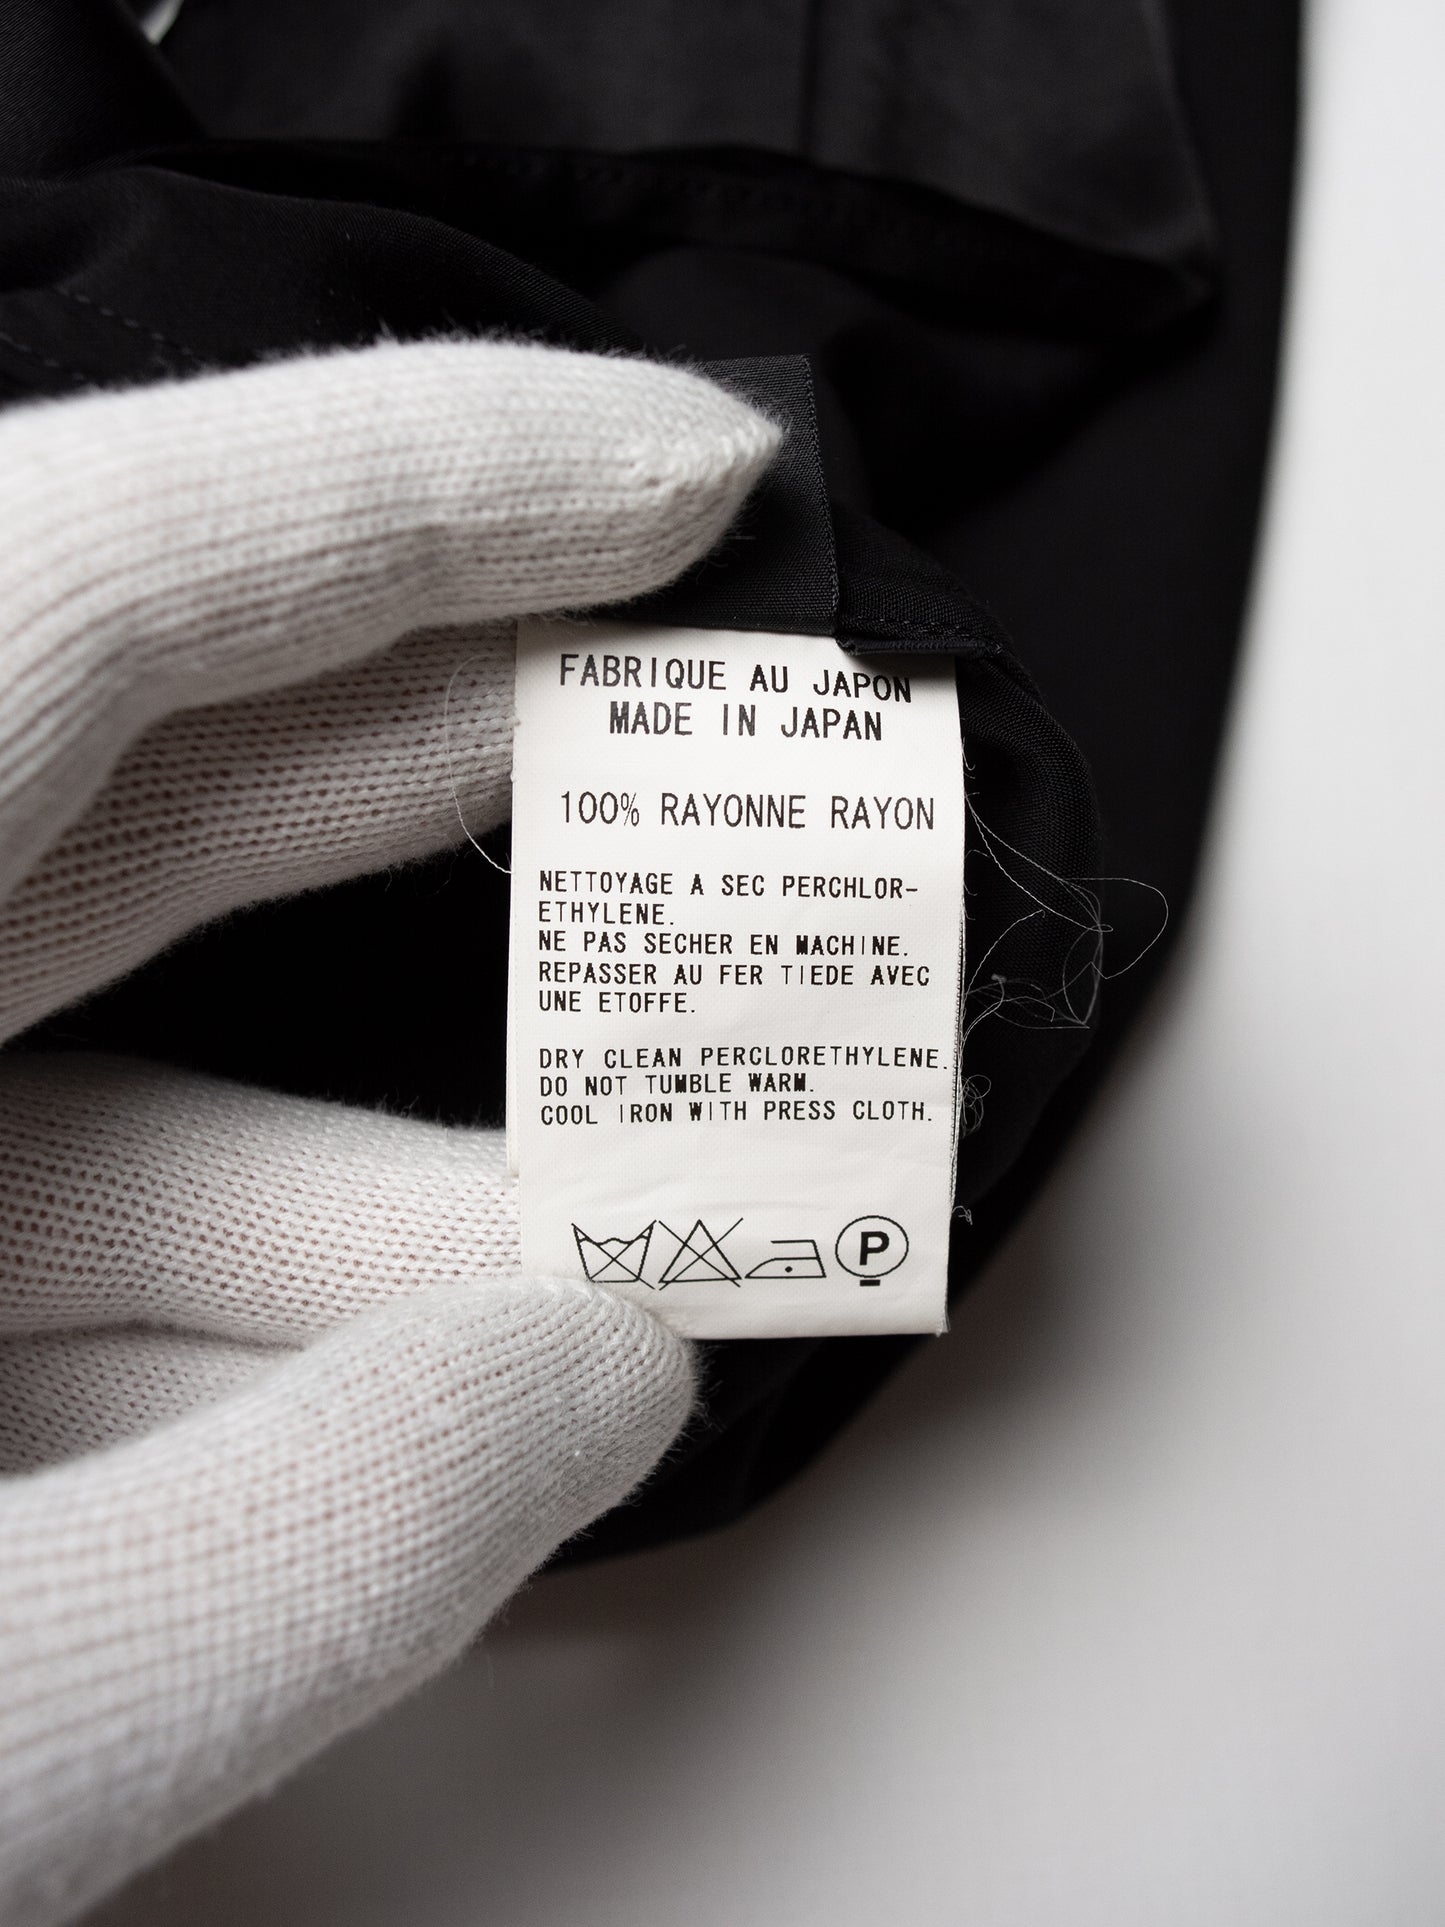 FABRIQUE AU JAPON
MADE IN JAPAN
100% RAYONNE RAYON
NETTOYAGE A SEC PERCHLOR-
ETHYLENE.
NE PAS SECHER EN MACHINE.
REPASSER AU FER TIEDE AVEC
UNE ETOFFE.
DRY CLEAN PERCLORETHYLENE.
DO NOT TUMBLE WARM.
COOL IRON WITH PRESS CLOTH.
P